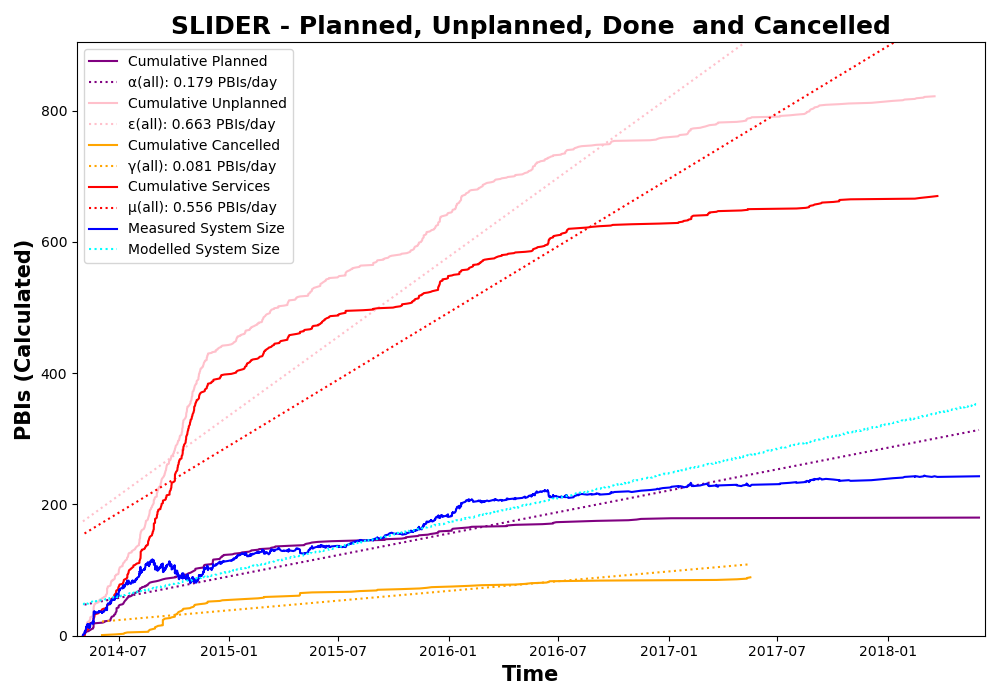 SLIDER - Planned, Unplanned, Done  and Cancelled
Cumulative Planned
α(all): 0.179 PBIs/day
Cumulative Unplanned
ε(all): 0.663 PBIs/day
Cumulative Cancelled
γ(all): 0.081 PBIs/day
Cumulative Services
μ(all): 0.556 PBIs/day
Measured System Size
Modelled System Size
PBIs (Calculated)
800
600
400
200
0
2014-07 2015-01 2015-07 2016-01 2016-07 2017-01 2017-07 2018-01
Time